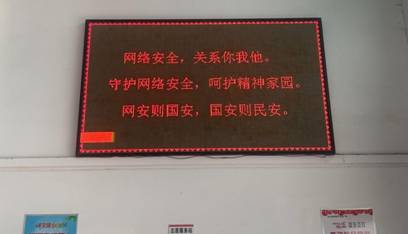 网络安全，关系你我他。
守护网络安全，呵护精神家园。
网安则国安，国安则民安。